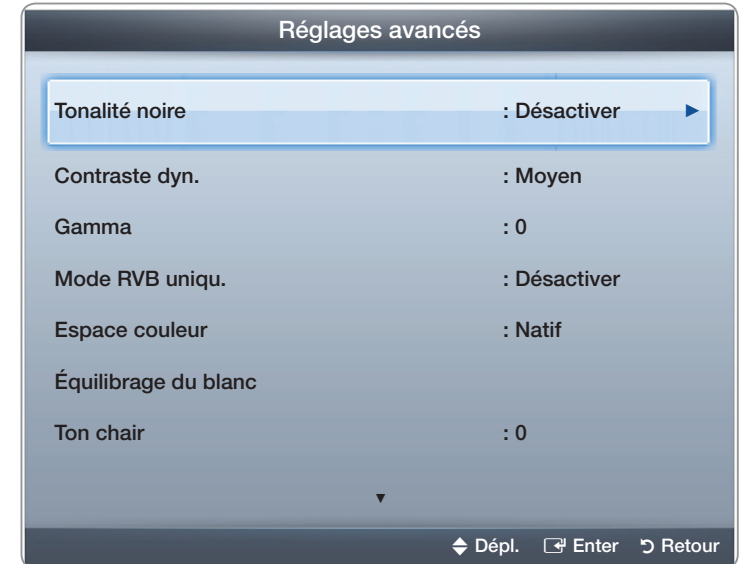 Réglages avancés
Tonalité noire : Désactiver ►
Contraste dyn. : Moyen
Gamma : 0
Mode RVB uniqu. : Désactiver
Espace couleur : Natif
Équilibrage du blanc
Ton chair : 0
▼
Dépl. Enter Retour